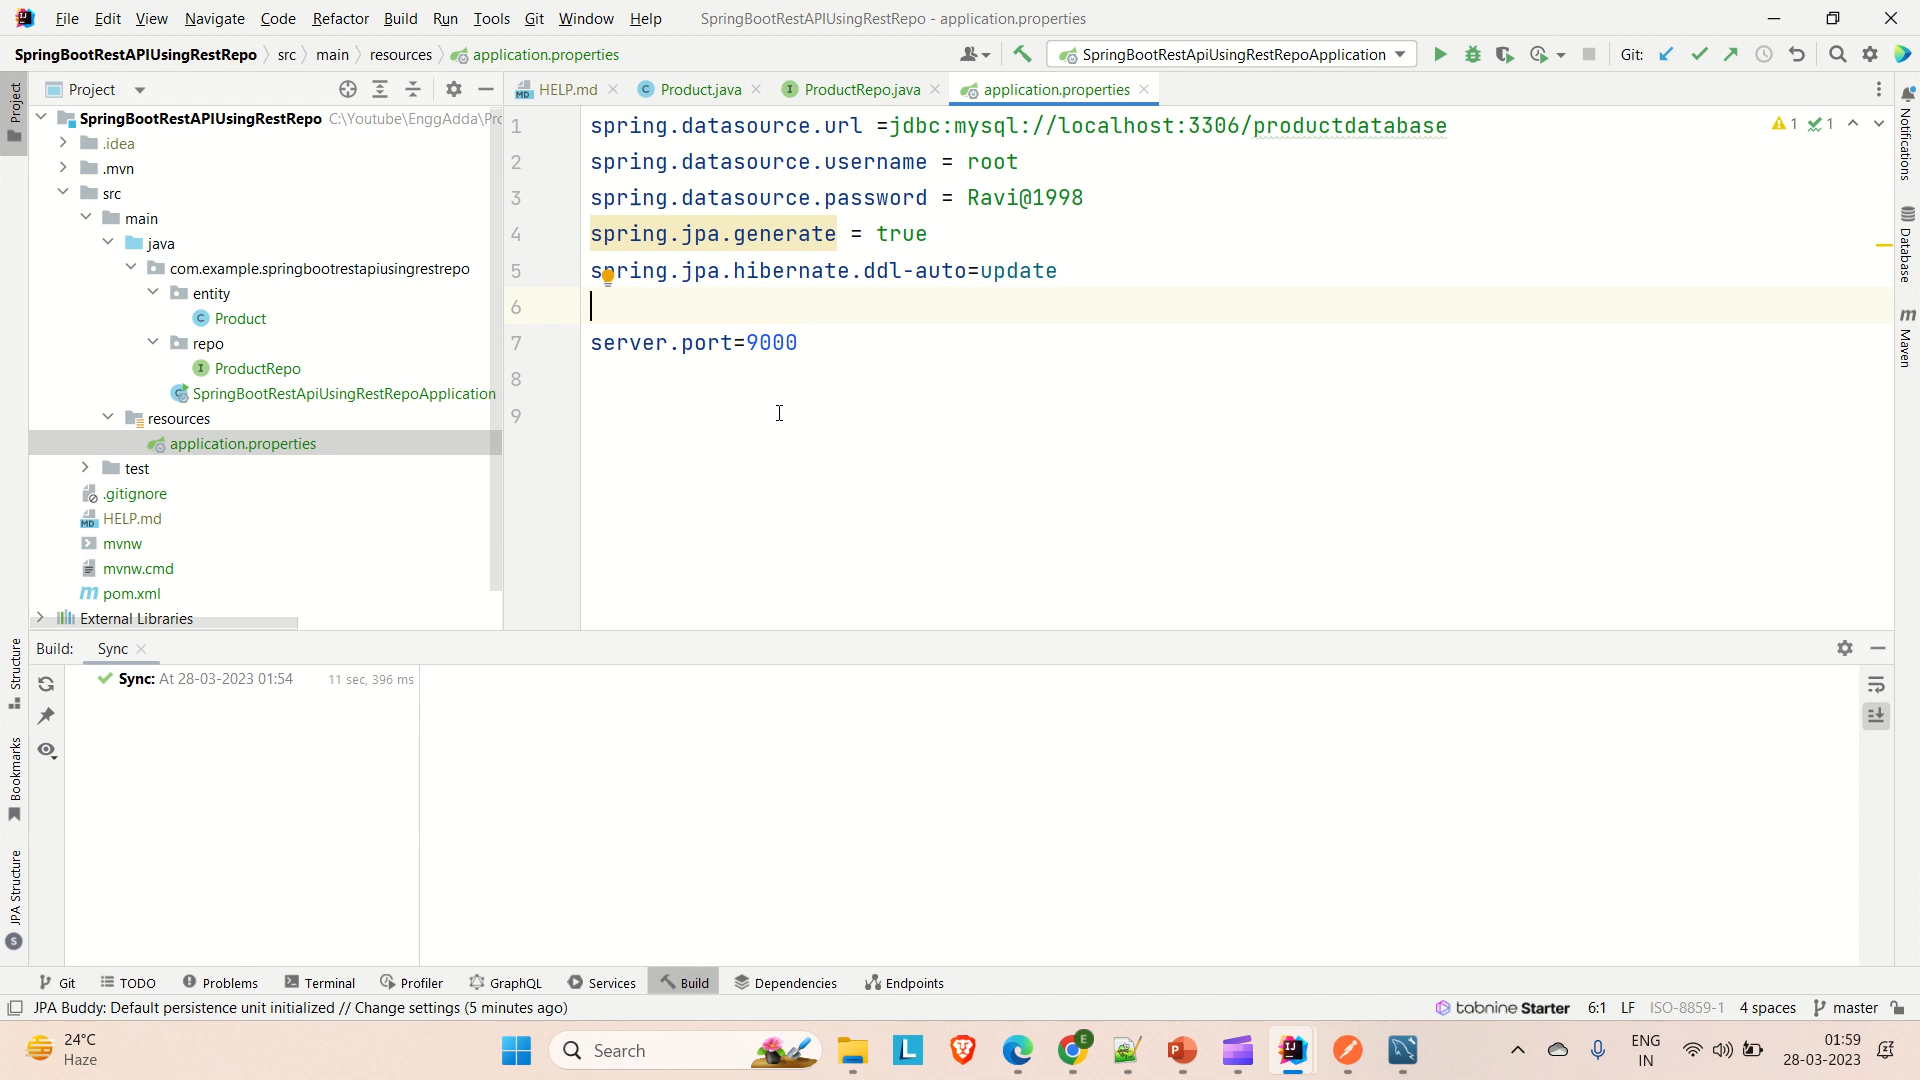 File Edit View Navigate Code Refactor Build Run Tools Git Window Help SpringBootRestAPIUsingRestRepo - application.properties
SpringBootRestAPIUsingRestRepo src main resources application.properties SpringBootRestApiUsingRestRepoApplication Git:
Project HELP.md Product.java ProductRepo.java application.properties
SpringBootRestAPIUsingRestRepo C:\Youtube\EnggAdda\Pro
.idea
.mvn
src
main
java
com.example.springbootrestapiusingrestrepo
entity
Product
repo
ProductRepo
SpringBootRestApiUsingRestRepoApplication
resources
application.properties
test
.gitignore
HELP.md
mvnw
mvnw.cmd
pom.xml
External Libraries
1 spring.datasource.url =jdbc:mysql://localhost:3306/productdatabase
2 spring.datasource.username = root
3 spring.datasource.password = Ravi@1998
4 spring.jpa.generate = true
5 spring.jpa.hibernate.ddl-auto=update
6
7 server.port=9000
8
9
1 1
Project
Structure
Bookmarks
JPA Structure
Notifications
Database
Maven
Build: Sync
Sync: At 28-03-2023 01:54 11 sec, 396 ms
Git TODO Problems Terminal Profiler GraphQL Services Build Dependencies Endpoints
JPA Buddy: Default persistence unit initialized // Change settings (5 minutes ago) tabnine Starter 6:1 LF ISO-8859-1 4 spaces master
24°C
Haze
Search
ENG
IN
01:59
28-03-2023